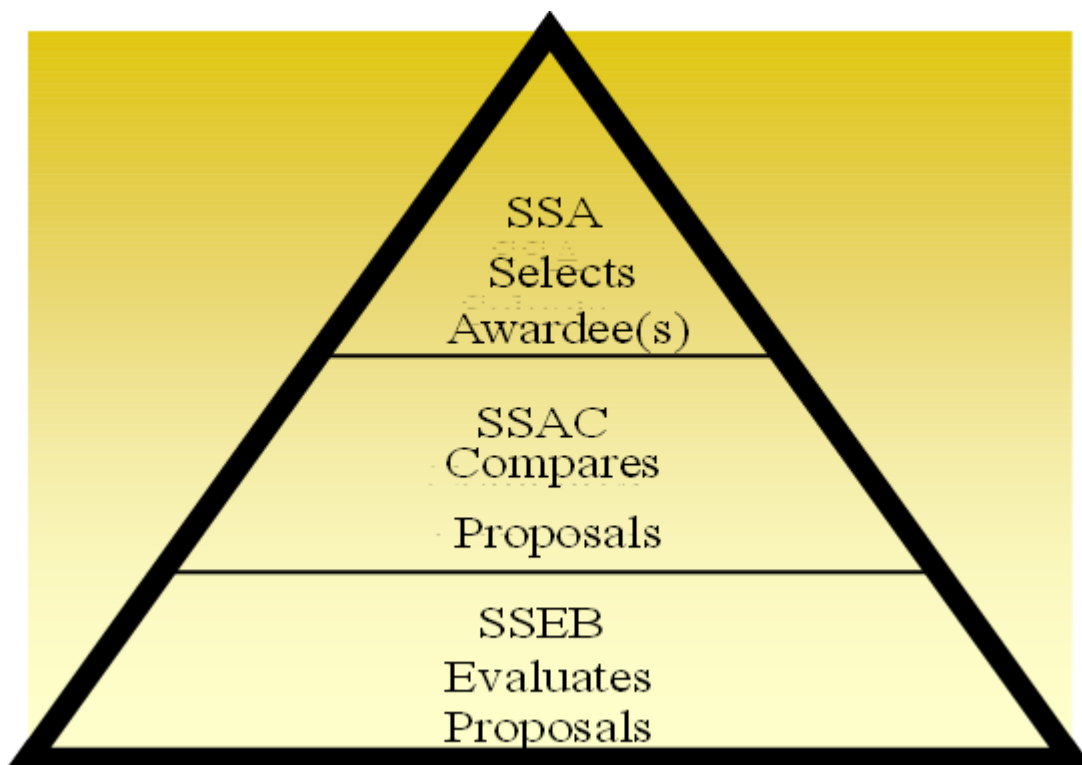 SSA
Selects
Awardee(s)
SSAC
Compares
Proposals
SSEB
Evaluates
Proposals